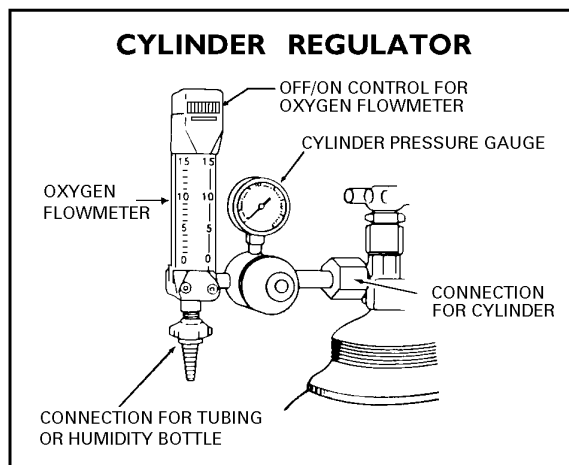 CYLINDER REGULATOR
OFF/ON CONTROL FOR
OXYGEN FLOWMETER
CYLINDER PRESSURE GAUGE
OXYGEN
FLOWMETER
15 15
10 10
5 5
0 0
CONNECTION
FOR CYLINDER
CONNECTION FOR TUBING
OR HUMIDITY BOTTLE